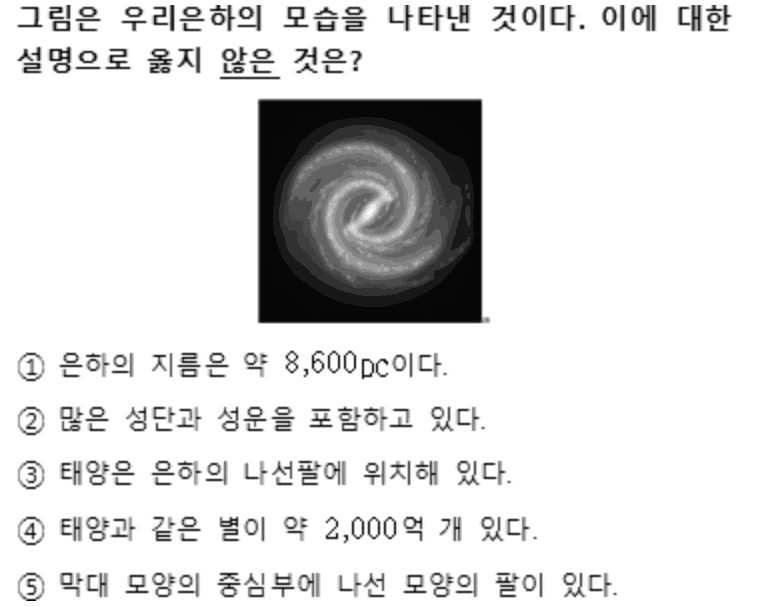 그림은 우리은하의 모습을 나타낸 것이다. 이에 대한
설명으로 옳지 않은 것은?
① 은하의 지름은 약 8,600pc이다.
② 많은 성단과 성운을 포함하고 있다.
③ 태양은 은하의 나선팔에 위치해 있다.
④ 태양과 같은 별이 약 2,000억 개 있다.
⑤ 막대 모양의 중심부에 나선 모양의 팔이 있다.